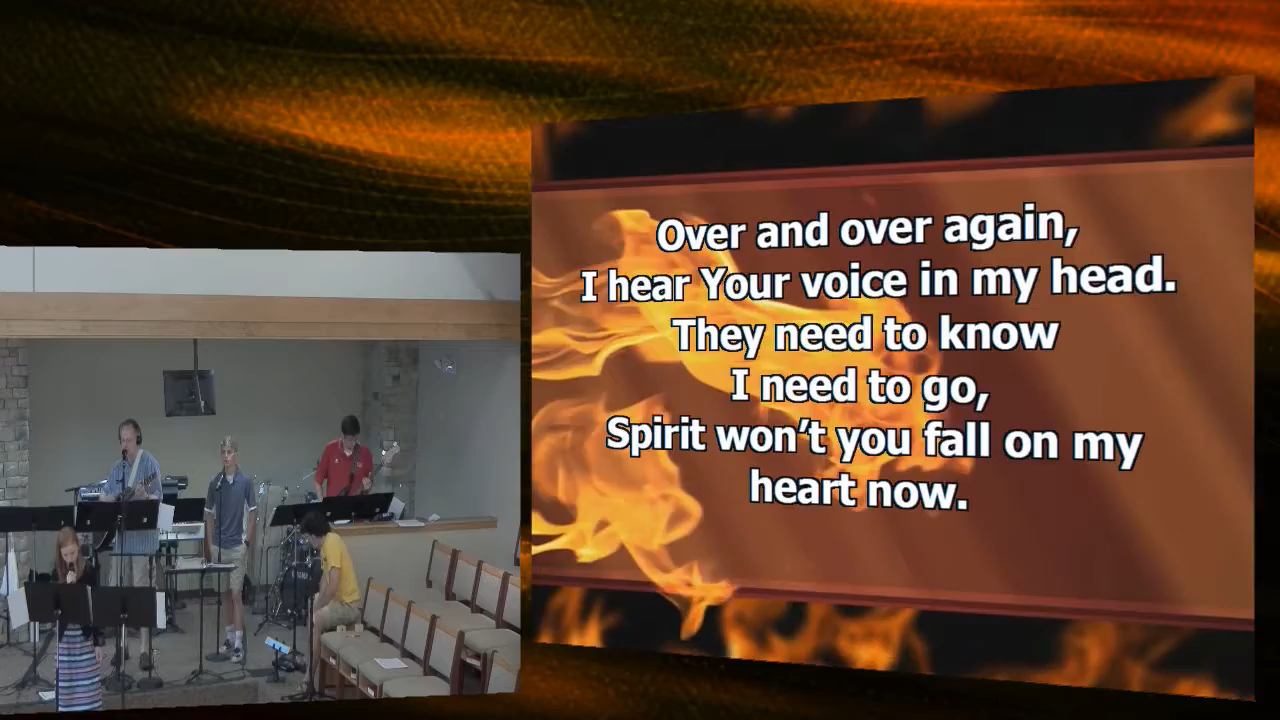 Over and over again,
I hear Your voice in my head.
They need to know
I need to go,
Spirit won't you fall on my
heart now.